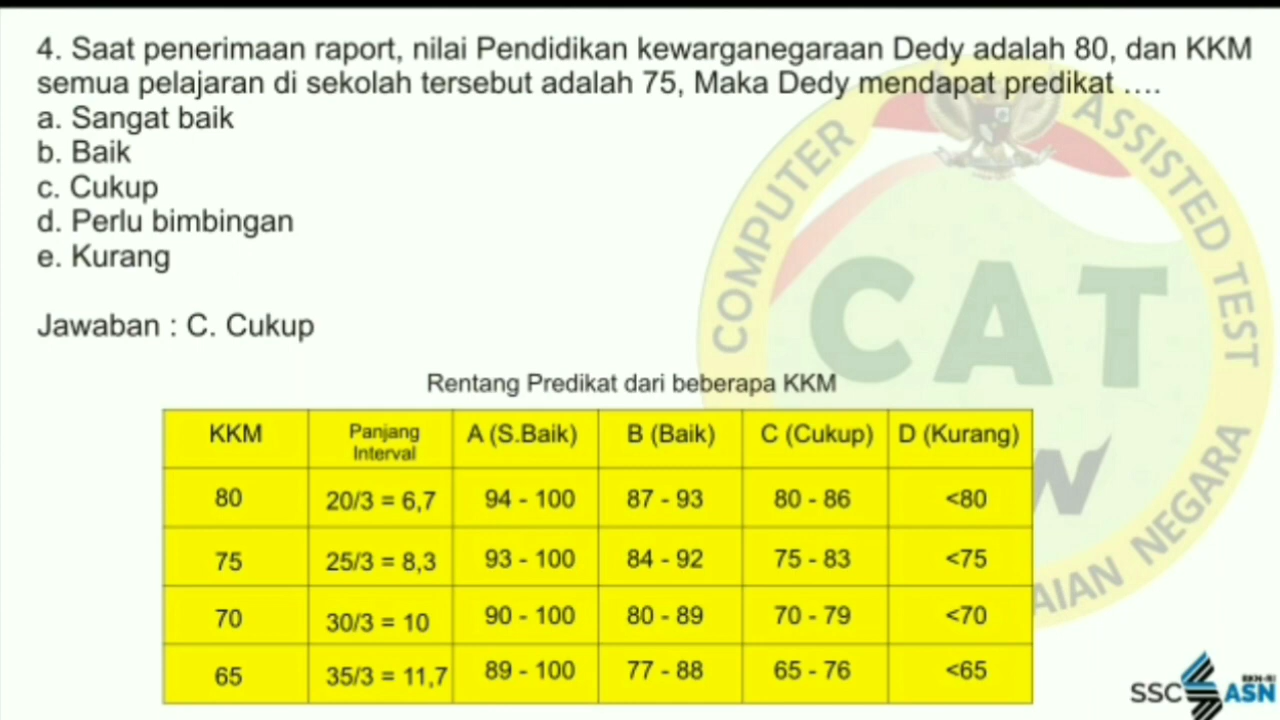 4. Saat penerimaan raport, nilai Pendidikan kewarganegaraan Dedy adalah 80, dan KKM
semua pelajaran di sekolah tersebut adalah 75, Maka Dedy mendapat predikat ....
a. Sangat baik
b. Baik
c. Cukup
d. Perlu bimbingan
e. Kurang
Jawaban : C. Cukup
Rentang Predikat dari beberapa KKM
KKM Panjang Interval A (S.Baik) B (Baik) C (Cukup) D (Kurang)
80 20/3 = 6,7 94 - 100 87 - 93 80 - 86 <80
75 25/3 = 8,3 93 - 100 84 - 92 75 - 83 <75
70 30/3 = 10 90 - 100 80 - 89 70 - 79 <70
65 35/3 = 11,7 89 - 100 77 - 88 65 - 76 <65
COMPUTER ASSISTED TEST
CAT
NEGARA
SSC ASN
BKN-RI